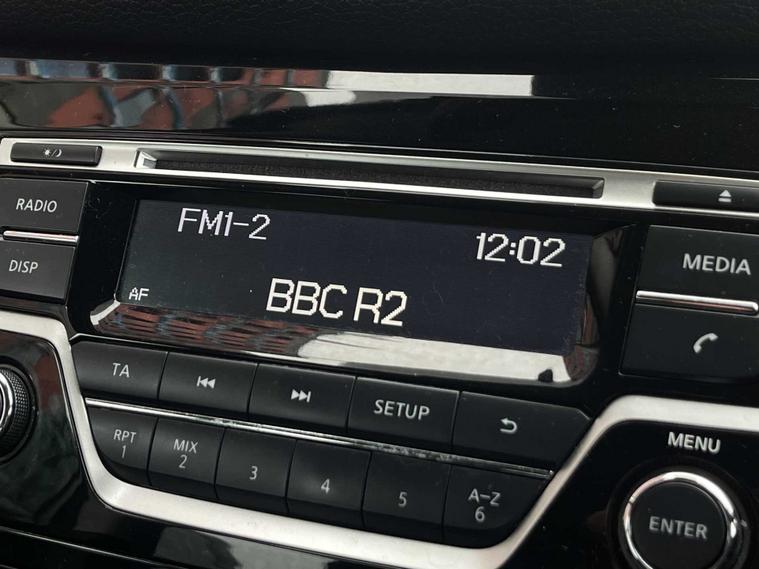 RADIO
DISP
FM1-2
12:02
AF
BBC R2
MEDIA
TA
SETUP
RPT
1
MIX
2
3
4
5
A-Z
6
MENU
ENTER